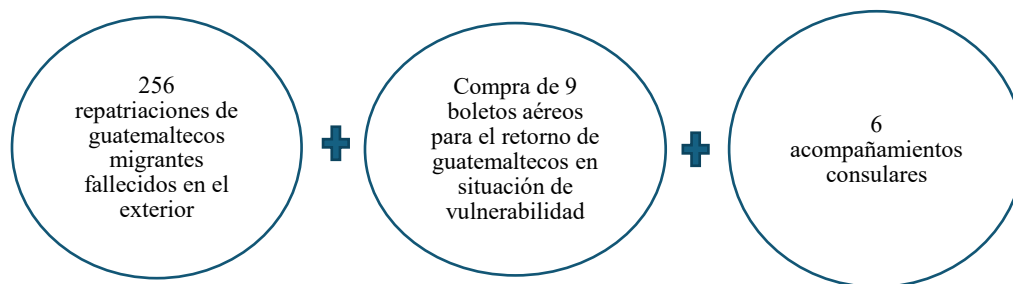 256
repatriaciones de
guatemaltecos
migrantes
fallecidos en el
exterior
Compra de 9
boletos aéreos
para el retorno de
guatemaltecos en
situación de
vulnerabilidad
6
acompañamientos
consulares